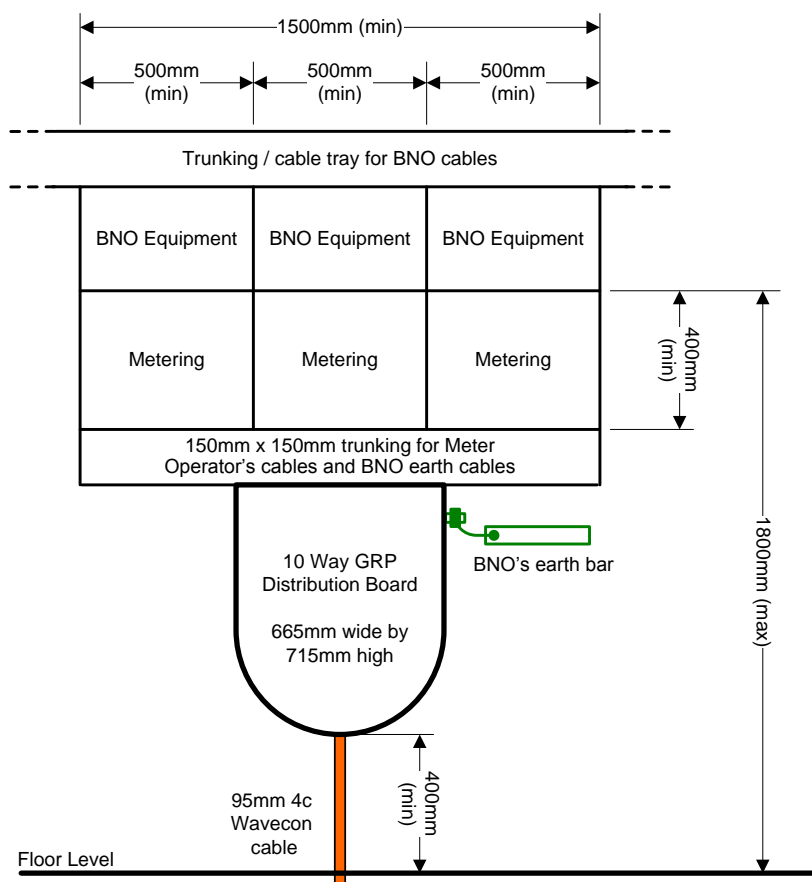 1500mm (min)
500mm
(min)
500mm
(min)
500mm
(min)
Trunking / cable tray for BNO cables
BNO Equipment
BNO Equipment
BNO Equipment
Metering
Metering
Metering
400mm
(min)
150mm x 150mm trunking for Meter
Operator's cables and BNO earth cables
10 Way GRP
Distribution Board
665mm wide by
715mm high
BNO's earth bar
1800mm (max)
95mm 4c
Wavecon
cable
400mm
(min)
Floor Level